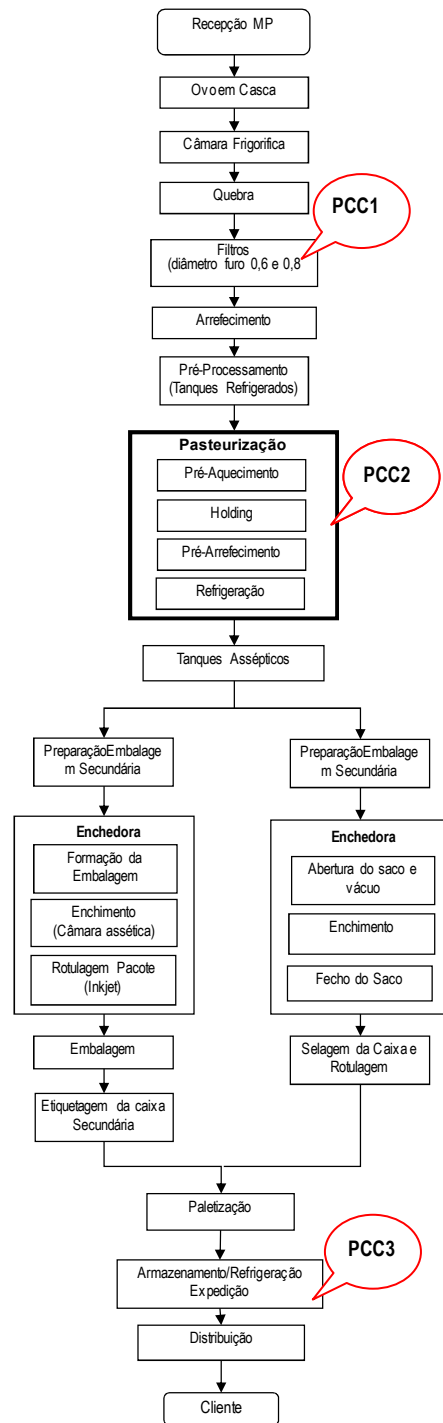 Recepção MP
Ovo em Casca
Câmara Frigorifica
Quebra
PCC1
Filtros
(diâmetro furo 0,6 e 0,8
Arrefecimento
Pré-Processamento
(Tanques Refrigerados)
Pasteurização
PCC2
Pré-Aquecimento
Holding
Pré-Arrefecimento
Refrigeração
Tanques Assépticos
PreparaçãoEmbalage
m Secundária
Enchedora
Formação da
Embalagem
Enchimento
(Câmara assética)
Rotulagem Pacote
(Inkjet)
Embalagem
Etiquetagem da caixa
Secundária
PreparaçãoEmbalage
m Secundária
Enchedora
Abertura do saco e
vácuo
Enchimento
Fecho do Saco
Selagem da Caixa e
Rotulagem
Paletização
PCC3
Armazenamento/Refrigeração
Expedição
Distribuição
Cliente